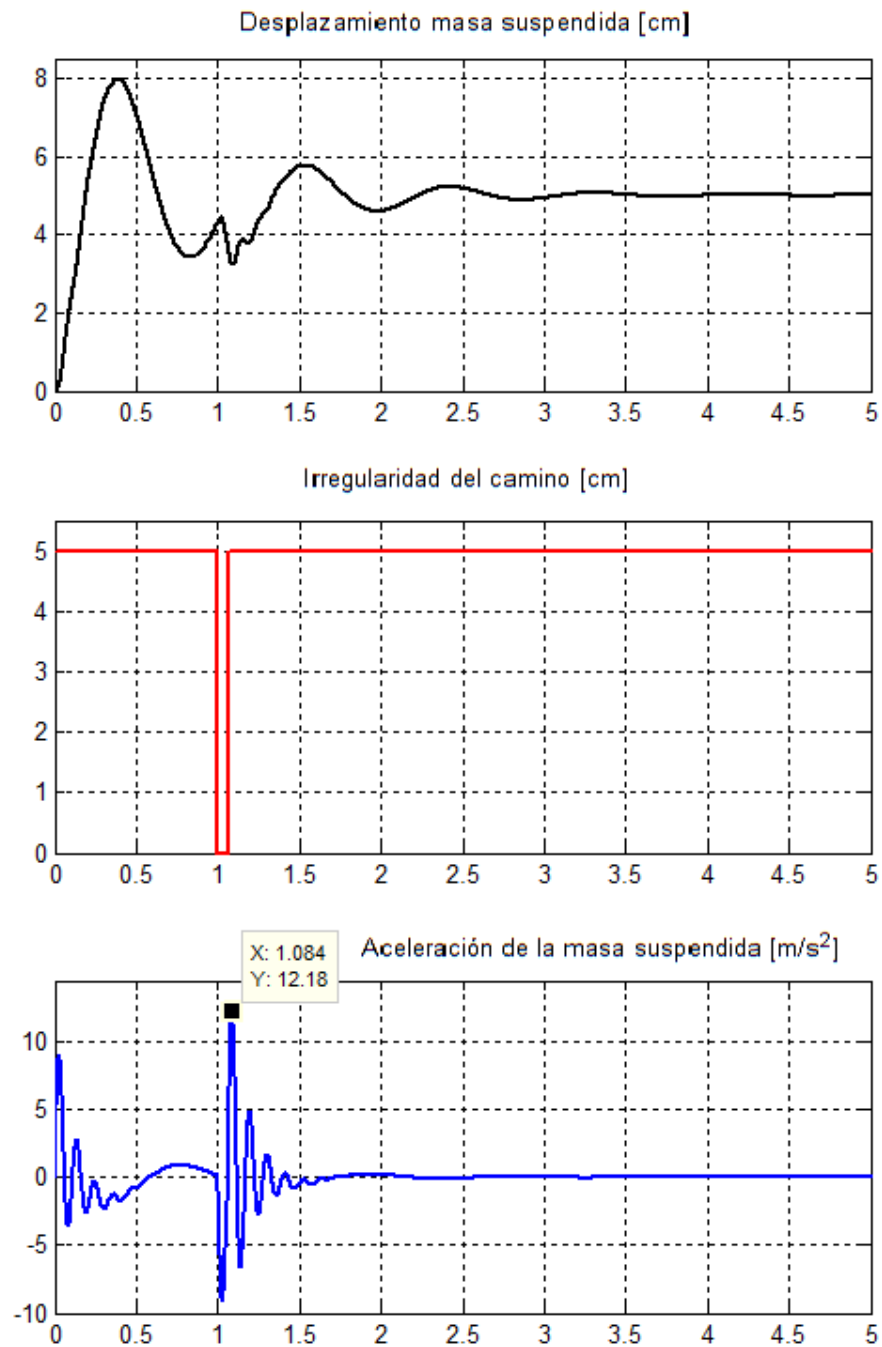 Desplazamiento masa suspendida [cm]
8
6
4
2
0
0 0.5 1 1.5 2 2.5 3 3.5 4 4.5 5
Irregularidad del camino [cm]
5
4
3
2
1
0
0 0.5 1 1.5 2 2.5 3 3.5 4 4.5 5
Aceleración de la masa suspendida [m/s²]
X: 1.084
Y: 12.18
10
5
0
-5
-10
0 0.5 1 1.5 2 2.5 3 3.5 4 4.5 5